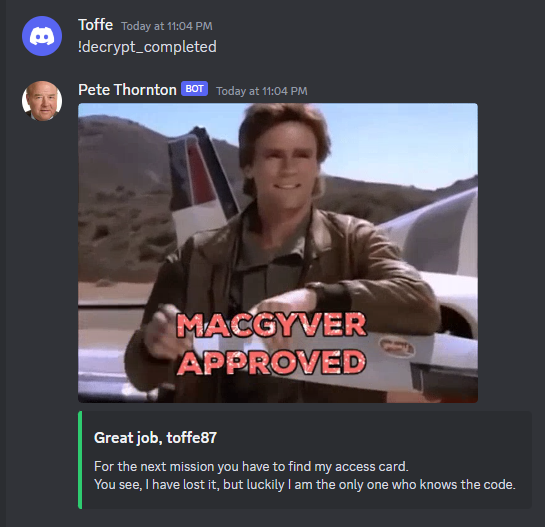 Toffe Today at 11:04 PM
!decrypt_completed
Pete Thornton BOT Today at 11:04 PM
MACGYVER
APPROVED
Great job, toffe87
For the next mission you have to find my access card.
You see, I have lost it, but luckily I am the only one who knows the code.